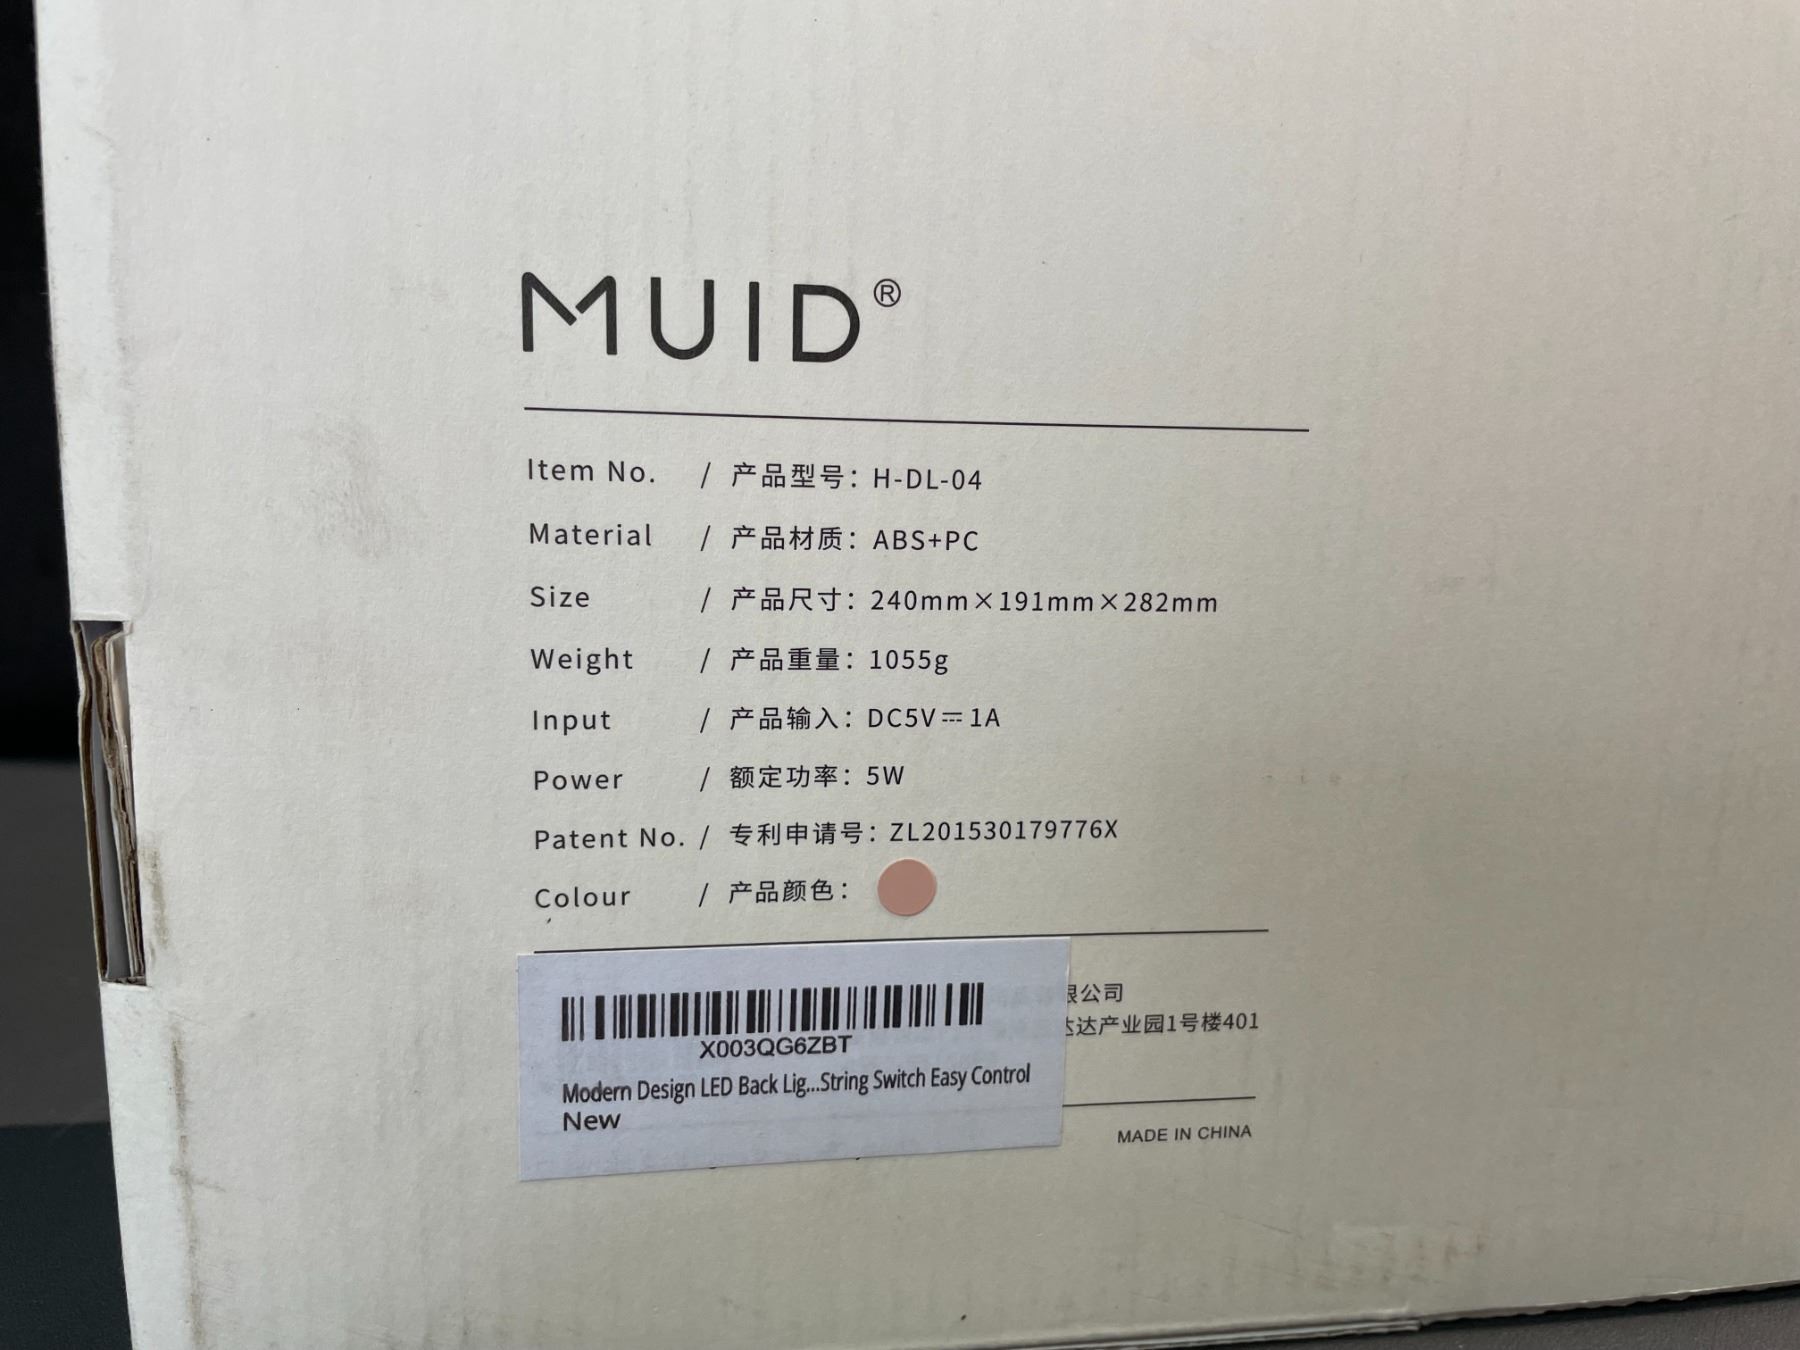 MUID®
Item No. / 产品型号：H-DL-04
Material / 产品材质：ABS+PC
Size / 产品尺寸：240mm×191mm×282mm
Weight / 产品重量：1055g
Input / 产品输入：DC5V⎓1A
Power / 额定功率：5W
Patent No. / 专利申请号：ZL201530179776X
Colour / 产品颜色：
限公司
达产业园1号楼401
X003QG6ZBT
Modern Design LED Back Lig...String Switch Easy Control
New
MADE IN CHINA